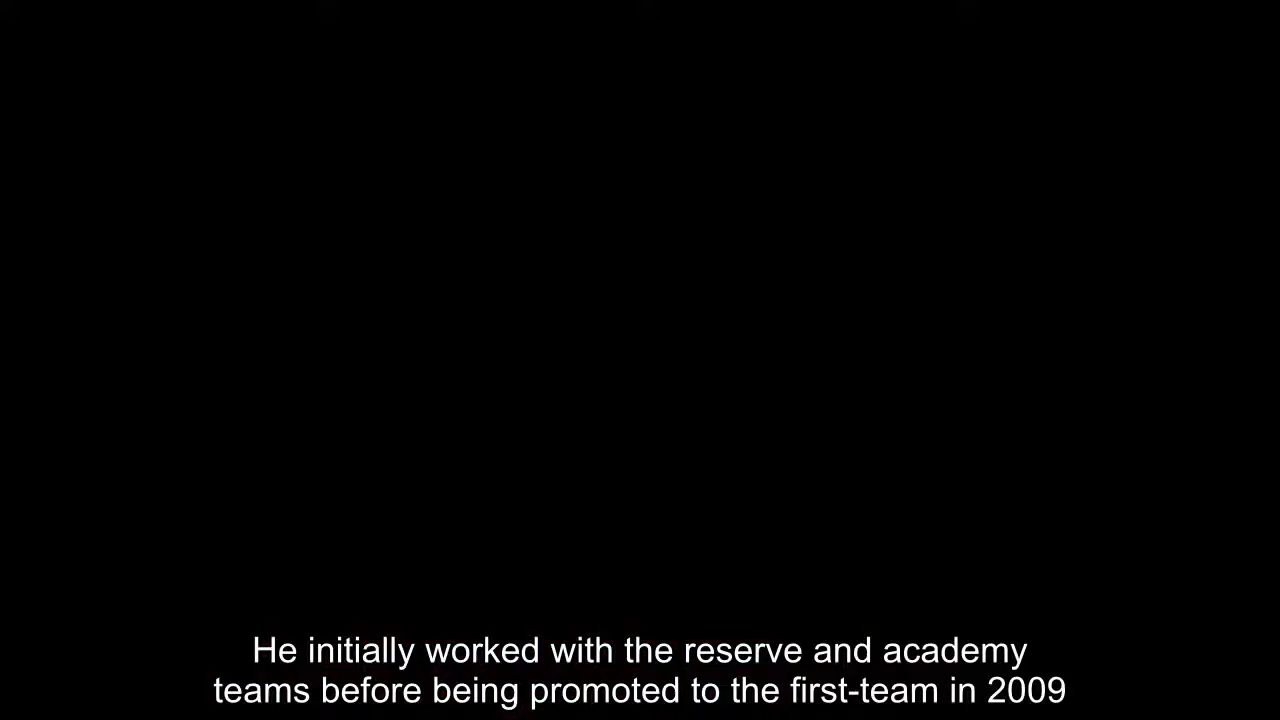 He initially worked with the reserve and academy
teams before being promoted to the first-team in 2009